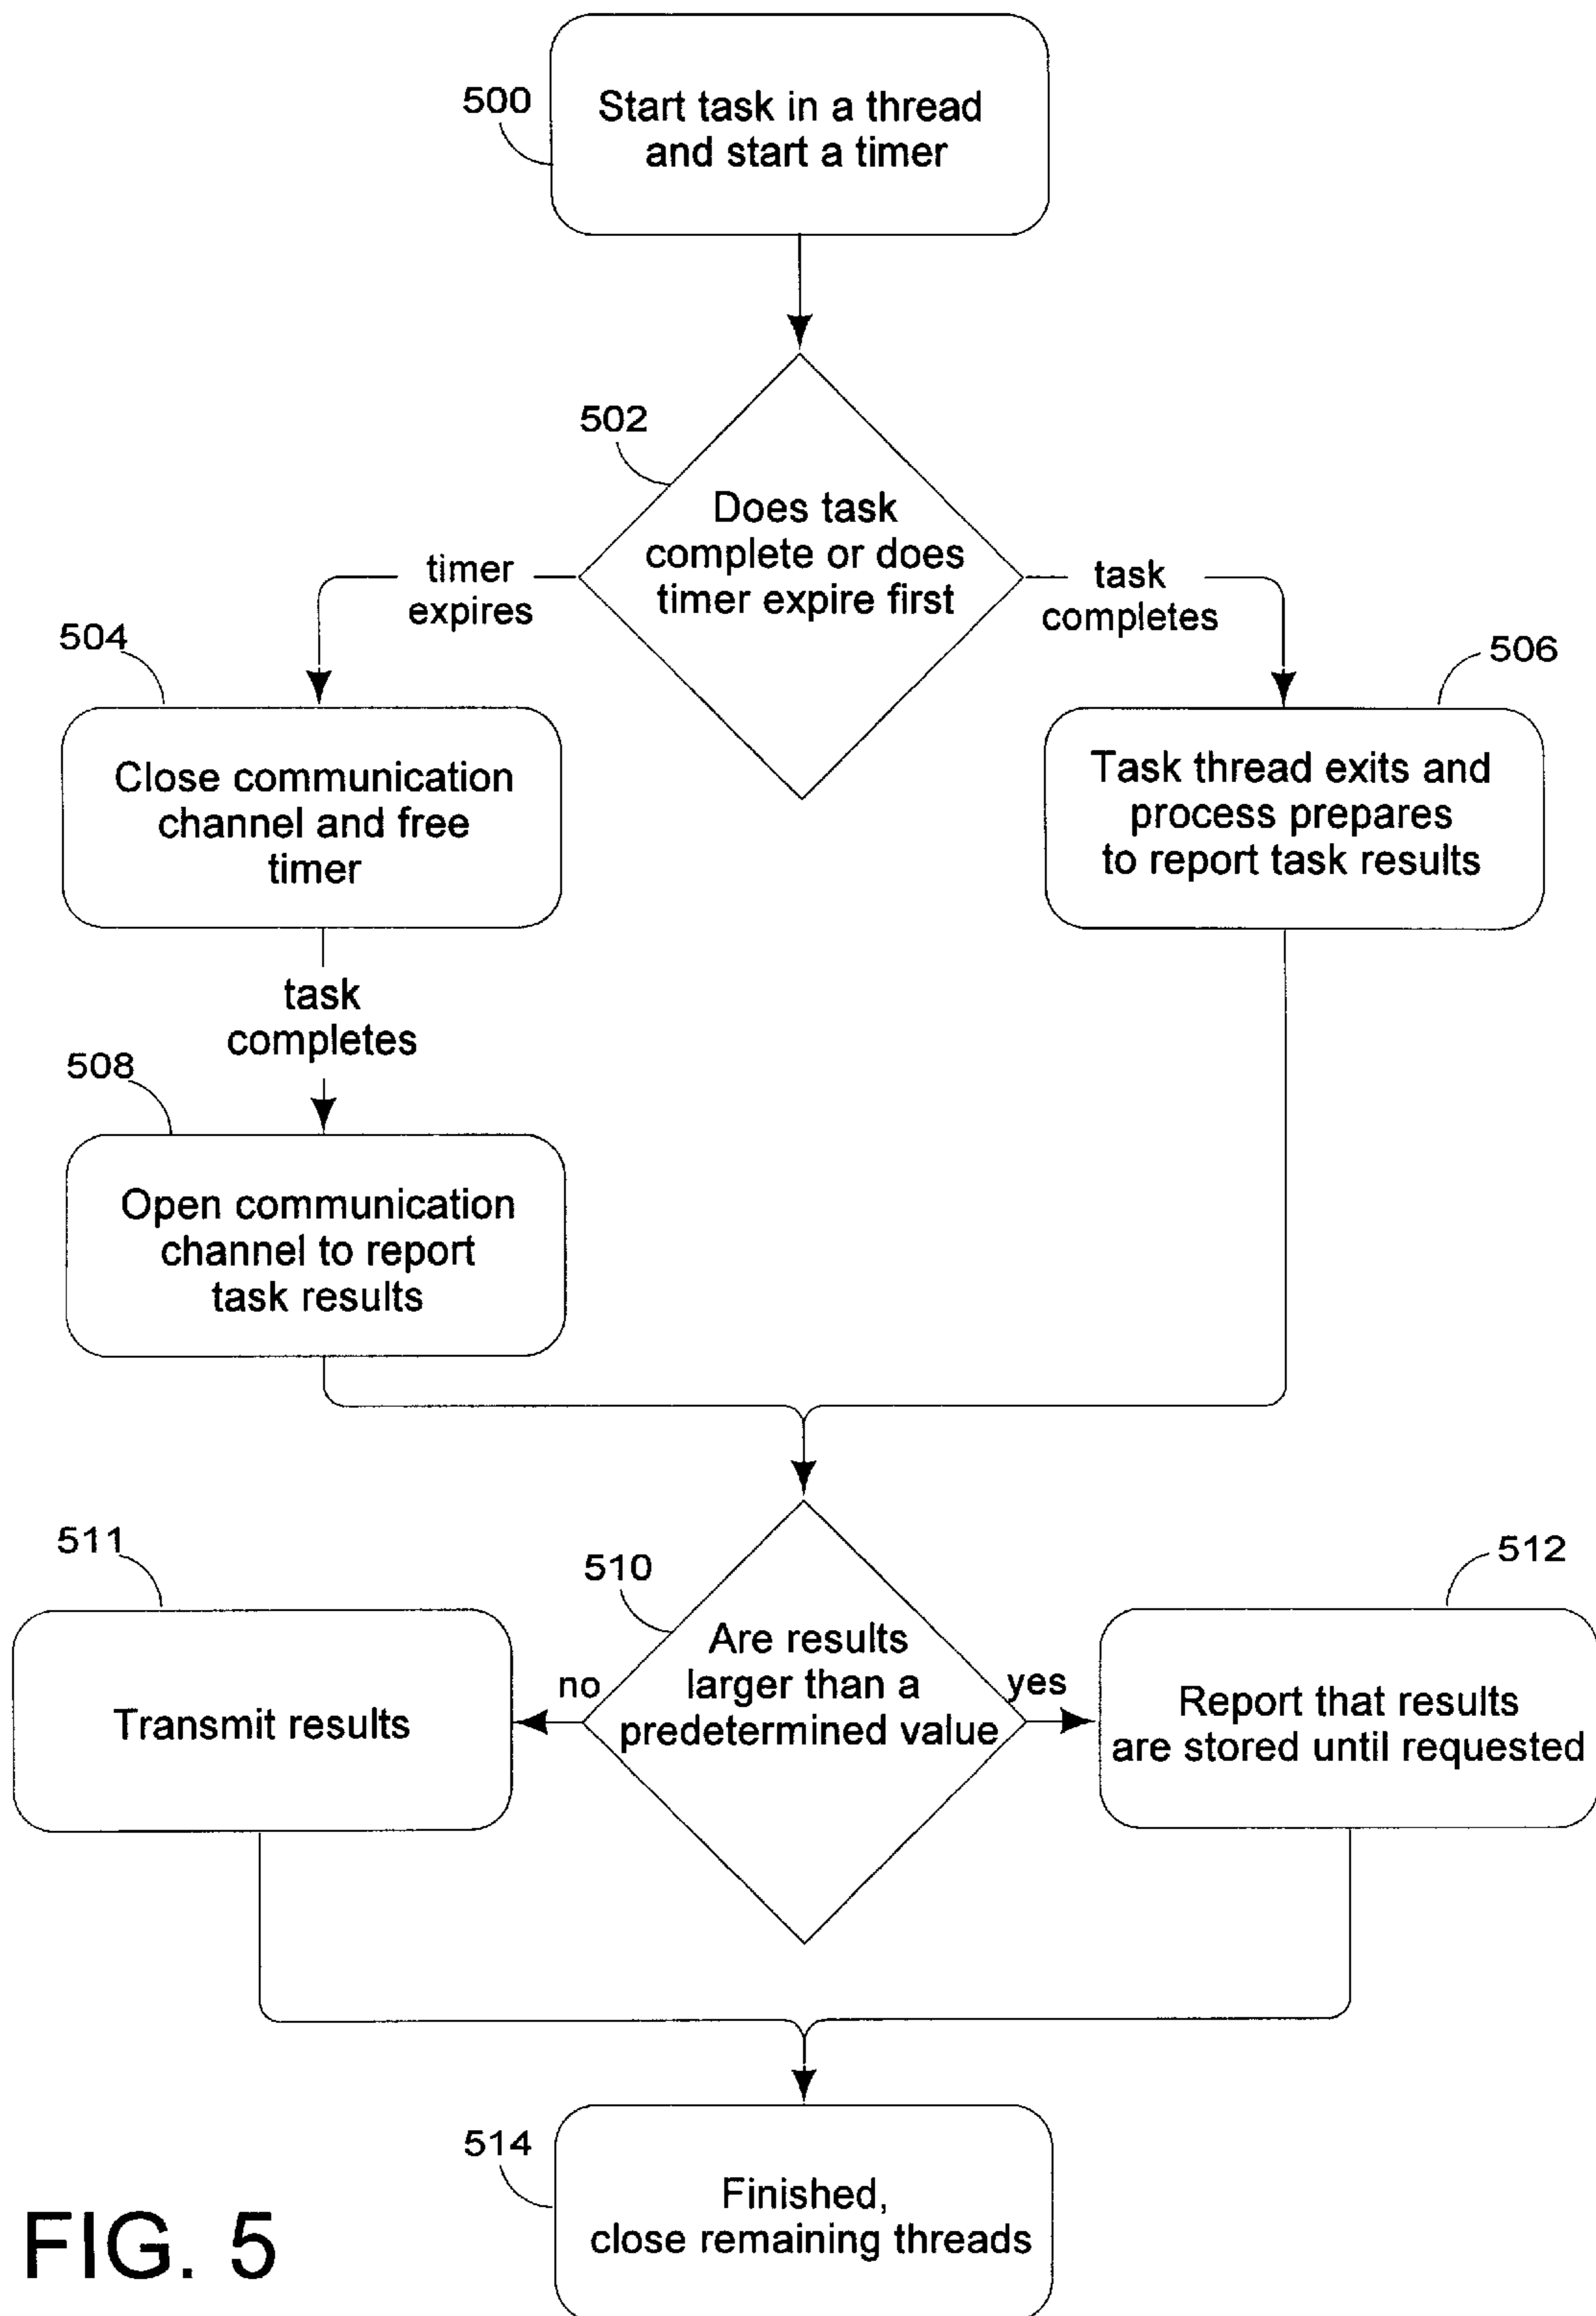 500
Start task in a thread
and start a timer
502
Does task
complete or does
timer expire first
timer
expires
task
completes
504
Close communication
channel and free
timer
506
Task thread exits and
process prepares
to report task results
task
completes
508
Open communication
channel to report
task results
510
Are results
larger than a
predetermined value
no
yes
511
Transmit results
512
Report that results
are stored until requested
514
Finished,
close remaining threads
FIG. 5